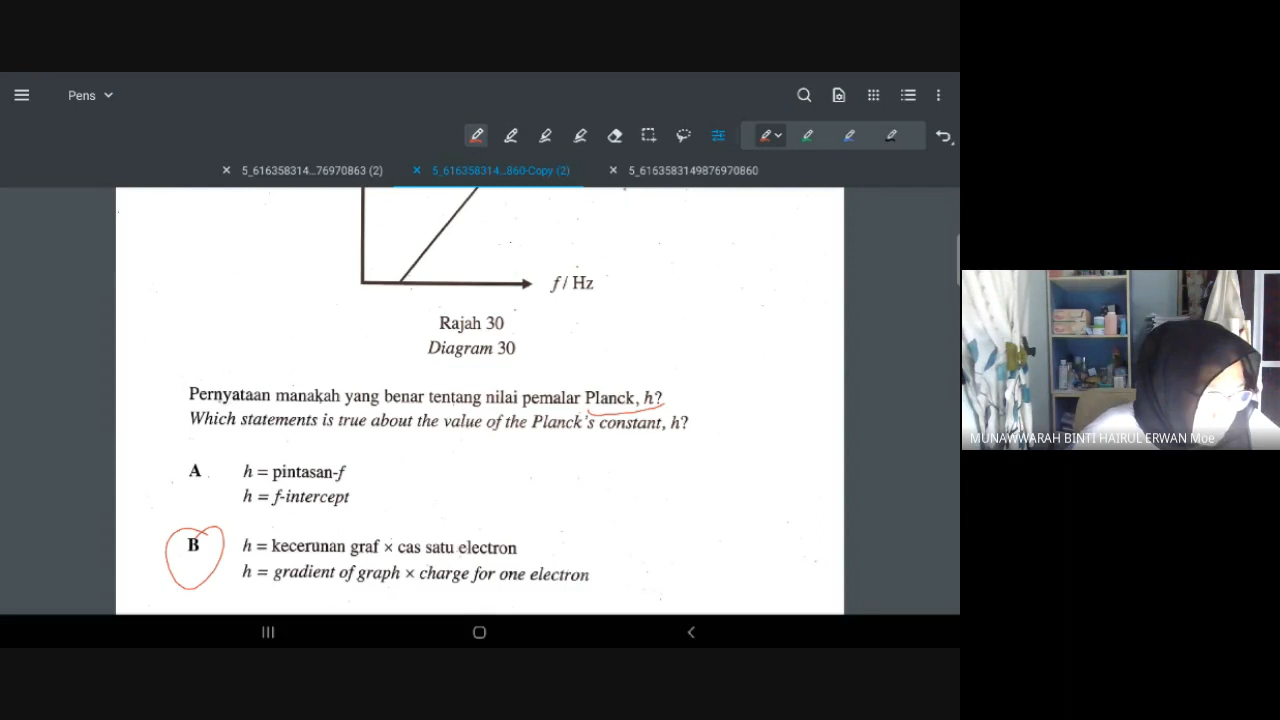 Pens
5_616358314...76970863 (2)
5_616358314...860-Copy (2)
5_6163583149876970860
f / Hz
Rajah 30
Diagram 30
Pernyataan manakah yang benar tentang nilai pemalar Planck, h?
Which statements is true about the value of the Planck's constant, h?
A h = pintasan-f
h = f-intercept
B h = kecerunan graf × cas satu electron
h = gradient of graph × charge for one electron
MUNAWWARAH BINTI HAIRUL ERWAN Moe